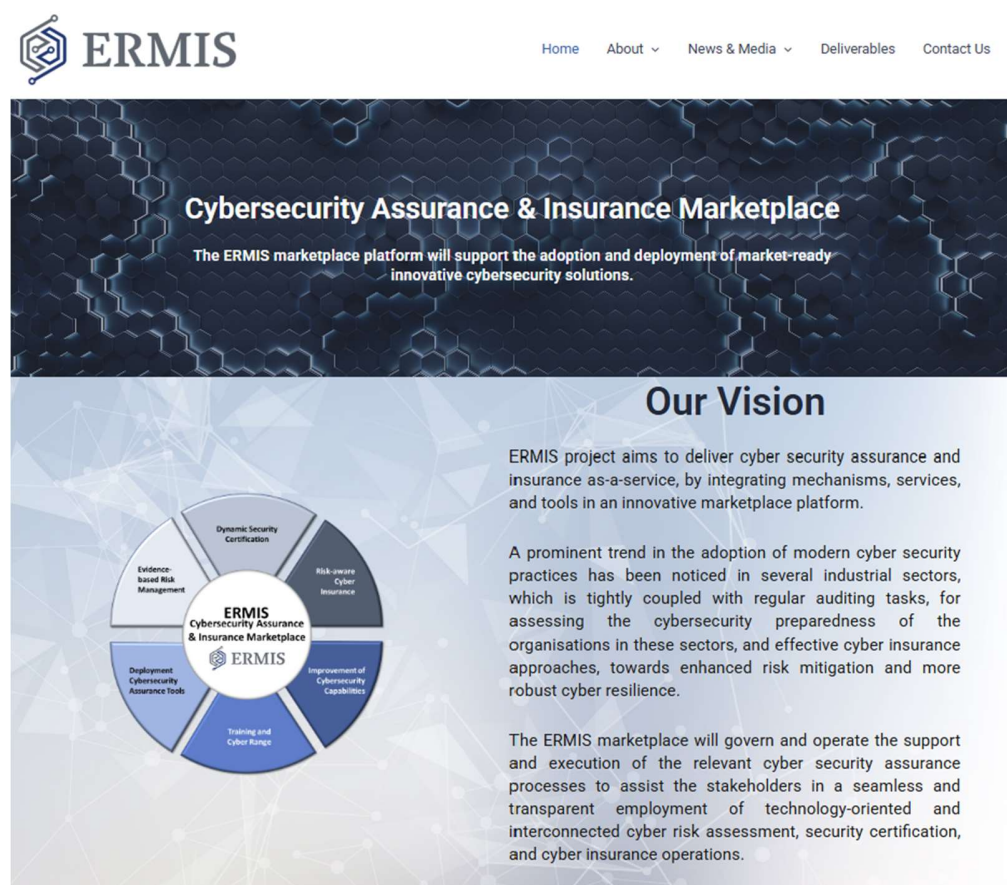 ERMIS
Home
About
News & Media
Deliverables
Contact Us
Cybersecurity Assurance & Insurance Marketplace
The ERMIS marketplace platform will support the adoption and deployment of market-ready
innovative cybersecurity solutions.
Our Vision
ERMIS project aims to deliver cyber security assurance and
insurance as-a-service, by integrating mechanisms, services,
and tools in an innovative marketplace platform.
A prominent trend in the adoption of modern cyber security
practices has been noticed in several industrial sectors,
which is tightly coupled with regular auditing tasks, for
assessing the cybersecurity preparedness of the
organisations in these sectors, and effective cyber insurance
approaches, towards enhanced risk mitigation and more
robust cyber resilience.
The ERMIS marketplace will govern and operate the support
and execution of the relevant cyber security assurance
processes to assist the stakeholders in a seamless and
transparent employment of technology-oriented and
interconnected cyber risk assessment, security certification,
and cyber insurance operations.
Dynamic Security
Certification
Evidence-
based Risk
Management
Risk-aware
Cyber
Insurance
ERMIS
Cybersecurity Assurance
& Insurance Marketplace
ERMIS
Deployment
Cybersecurity
Assurance Tools
Improvement of
Cybersecurity
Capabilities
Training and
Cyber Range